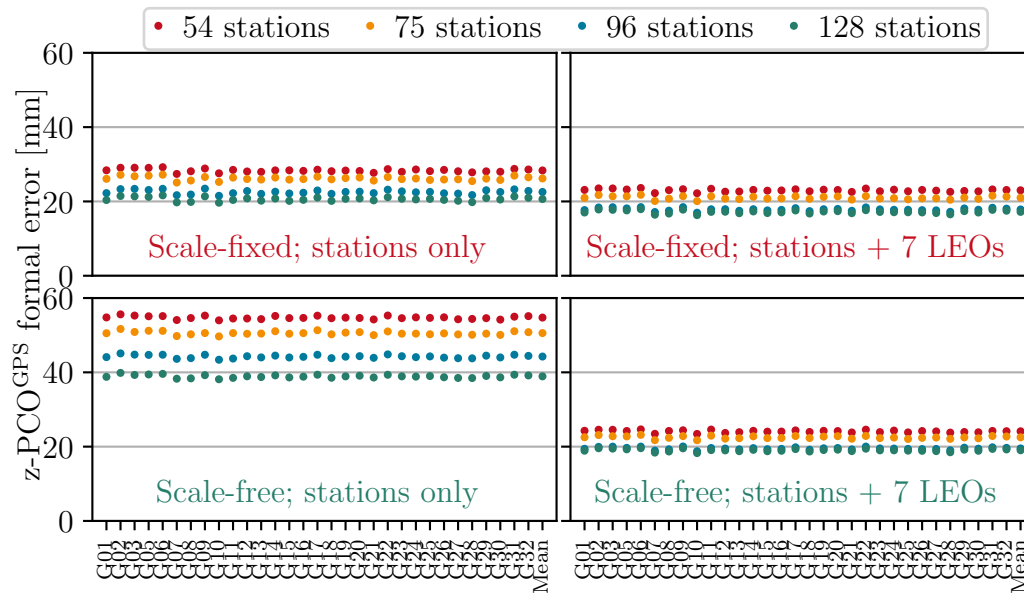 54 stations 75 stations 96 stations 128 stations
z-PCO^GPS formal error [mm]
60
40
20
0
Scale-fixed; stations only
Scale-fixed; stations + 7 LEOs
60
40
20
0
Scale-free; stations only
Scale-free; stations + 7 LEOs
G01 G02 G03 G05 G06 G07 G08 G09 G10 G11 G12 G13 G14 G15 G16 G17 G18 G19 G20 G21 G22 G23 G24 G25 G26 G27 G28 G29 G30 G31 G32 Mean
G01 G02 G03 G05 G06 G07 G08 G09 G10 G11 G12 G13 G14 G15 G16 G17 G18 G19 G20 G21 G22 G23 G24 G25 G26 G27 G28 G29 G30 G31 G32 Mean